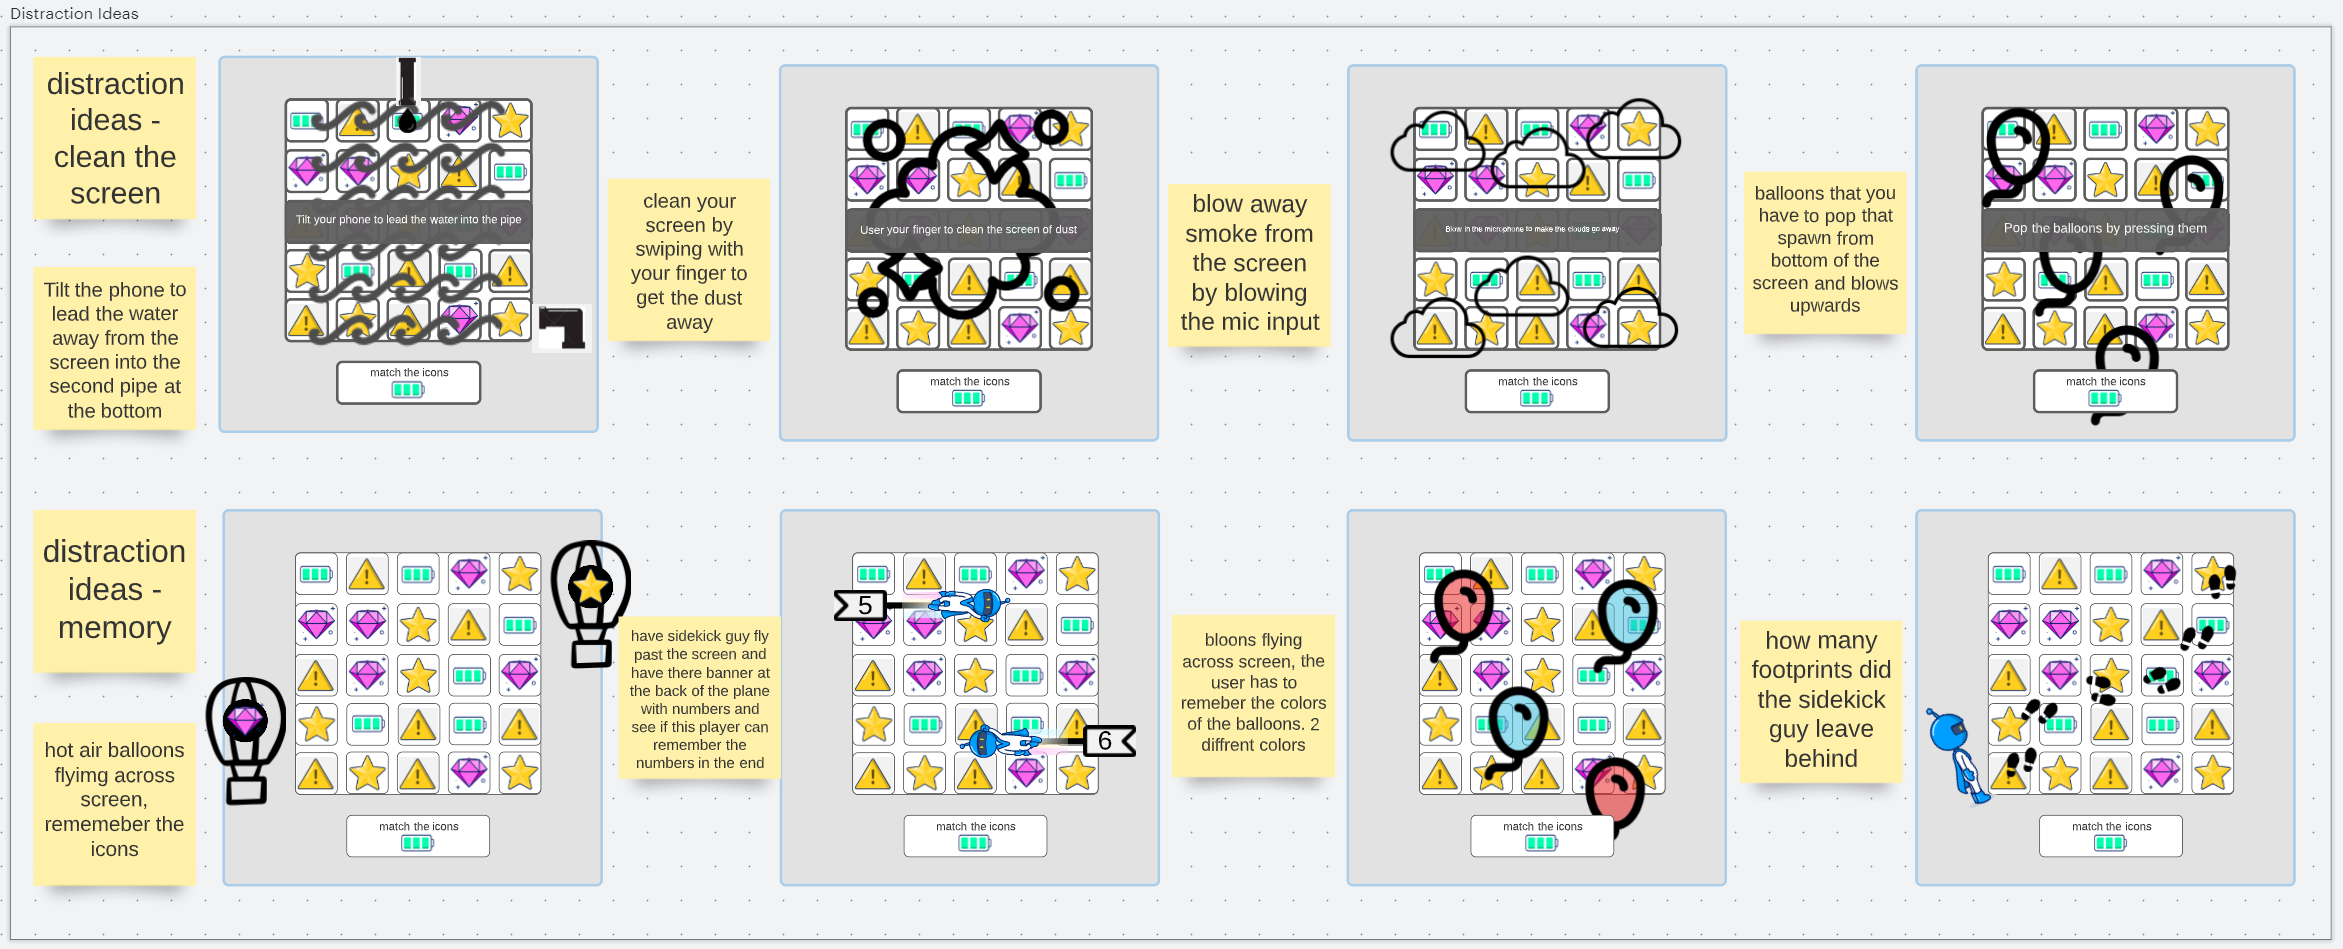 Distraction Ideas
distraction
ideas -
clean the
screen
Tilt the phone to
lead the water
away from the
screen into the
second pipe at
the bottom
Tilt your phone to lead the water into the pipe
match the icons
clean your
screen by
swiping with
your finger to
get the dust
away
User your finger to clean the screen of dust
match the icons
blow away
smoke from
the screen
by blowing
the mic input
Blow in the microphone to make the clouds go away
match the icons
balloons that you
have to pop that
spawn from
bottom of the
screen and blows
upwards
Pop the balloons by pressing them
match the icons
distraction
ideas -
memory
hot air balloons
flyimg across
screen,
rememeber the
icons
match the icons
have sidekick guy fly
past the screen and
have there banner at
the back of the plane
with numbers and
see if this player can
remember the
numbers in the end
5
6
match the icons
bloons flying
across screen, the
user has to
remeber the colors
of the balloons. 2
diffrent colors
match the icons
how many
footprints did
the sidekick
guy leave
behind
match the icons